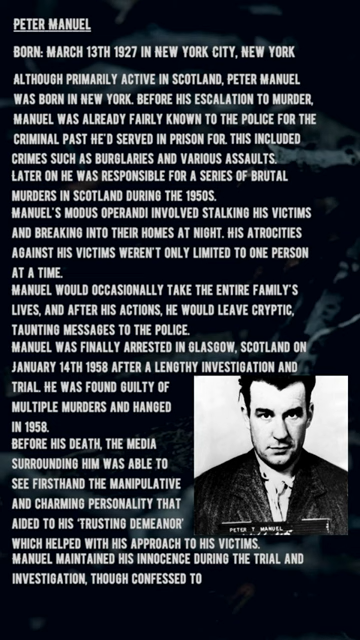 PETER MANUEL
BORN: MARCH 13TH 1927 IN NEW YORK CITY, NEW YORK
ALTHOUGH PRIMARILY ACTIVE IN SCOTLAND, PETER MANUEL
WAS BORN IN NEW YORK. BEFORE HIS ESCALATION TO MURDER,
MANUEL WAS ALREADY FAIRLY KNOWN TO THE POLICE FOR THE
CRIMINAL PAST HE'D SERVED IN PRISON FOR. THIS INCLUDED
CRIMES SUCH AS BURGLARIES AND VARIOUS ASSAULTS.
LATER ON HE WAS RESPONSIBLE FOR A SERIES OF BRUTAL
MURDERS IN SCOTLAND DURING THE 1950S.
MANUEL'S MODUS OPERANDI INVOLVED STALKING HIS VICTIMS
AND BREAKING INTO THEIR HOMES AT NIGHT. HIS ATROCITIES
AGAINST HIS VICTIMS WEREN'T ONLY LIMITED TO ONE PERSON
AT A TIME.
MANUEL WOULD OCCASIONALLY TAKE THE ENTIRE FAMILY'S
LIVES, AND AFTER HIS ACTIONS, HE WOULD LEAVE CRYPTIC,
TAUNTING MESSAGES TO THE POLICE.
MANUEL WAS FINALLY ARRESTED IN GLASGOW, SCOTLAND ON
JANUARY 14TH 1958 AFTER A LENGTHY INVESTIGATION AND
TRIAL. HE WAS FOUND GUILTY OF
MULTIPLE MURDERS AND HANGED
IN 1958.
BEFORE HIS DEATH, THE MEDIA
SURROUNDING HIM WAS ABLE TO
SEE FIRSTHAND THE MANIPULATIVE
AND CHARMING PERSONALITY THAT
AIDED TO HIS 'TRUSTING DEMEANOR'
WHICH HELPED WITH HIS APPROACH TO HIS VICTIMS.
MANUEL MAINTAINED HIS INNOCENCE DURING THE TRIAL AND
INVESTIGATION, THOUGH CONFESSED TO
PETER T MANUEL